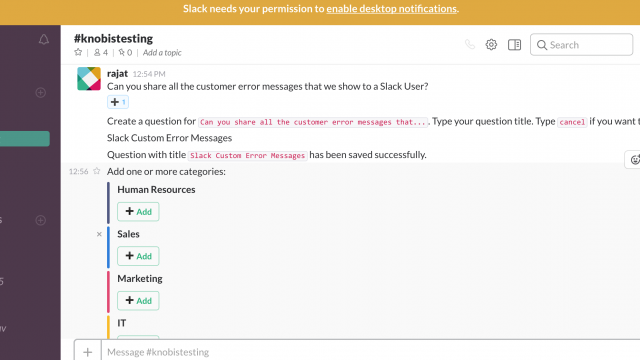 Slack needs your permission to enable desktop notifications.
#knobistesting
4
0
Add a topic
Search
rajat 12:54 PM
Can you share all the customer error messages that we show to a Slack User?
1
Create a question for Can you share all the customer error messages that.... Type your question title. Type cancel if you want t
Slack Custom Error Messages
Question with title Slack Custom Error Messages has been saved successfully.
12:56 Add one or more categories:
Human Resources
+ Add
Sales
+ Add
Marketing
+ Add
IT
+ Message #knobistesting